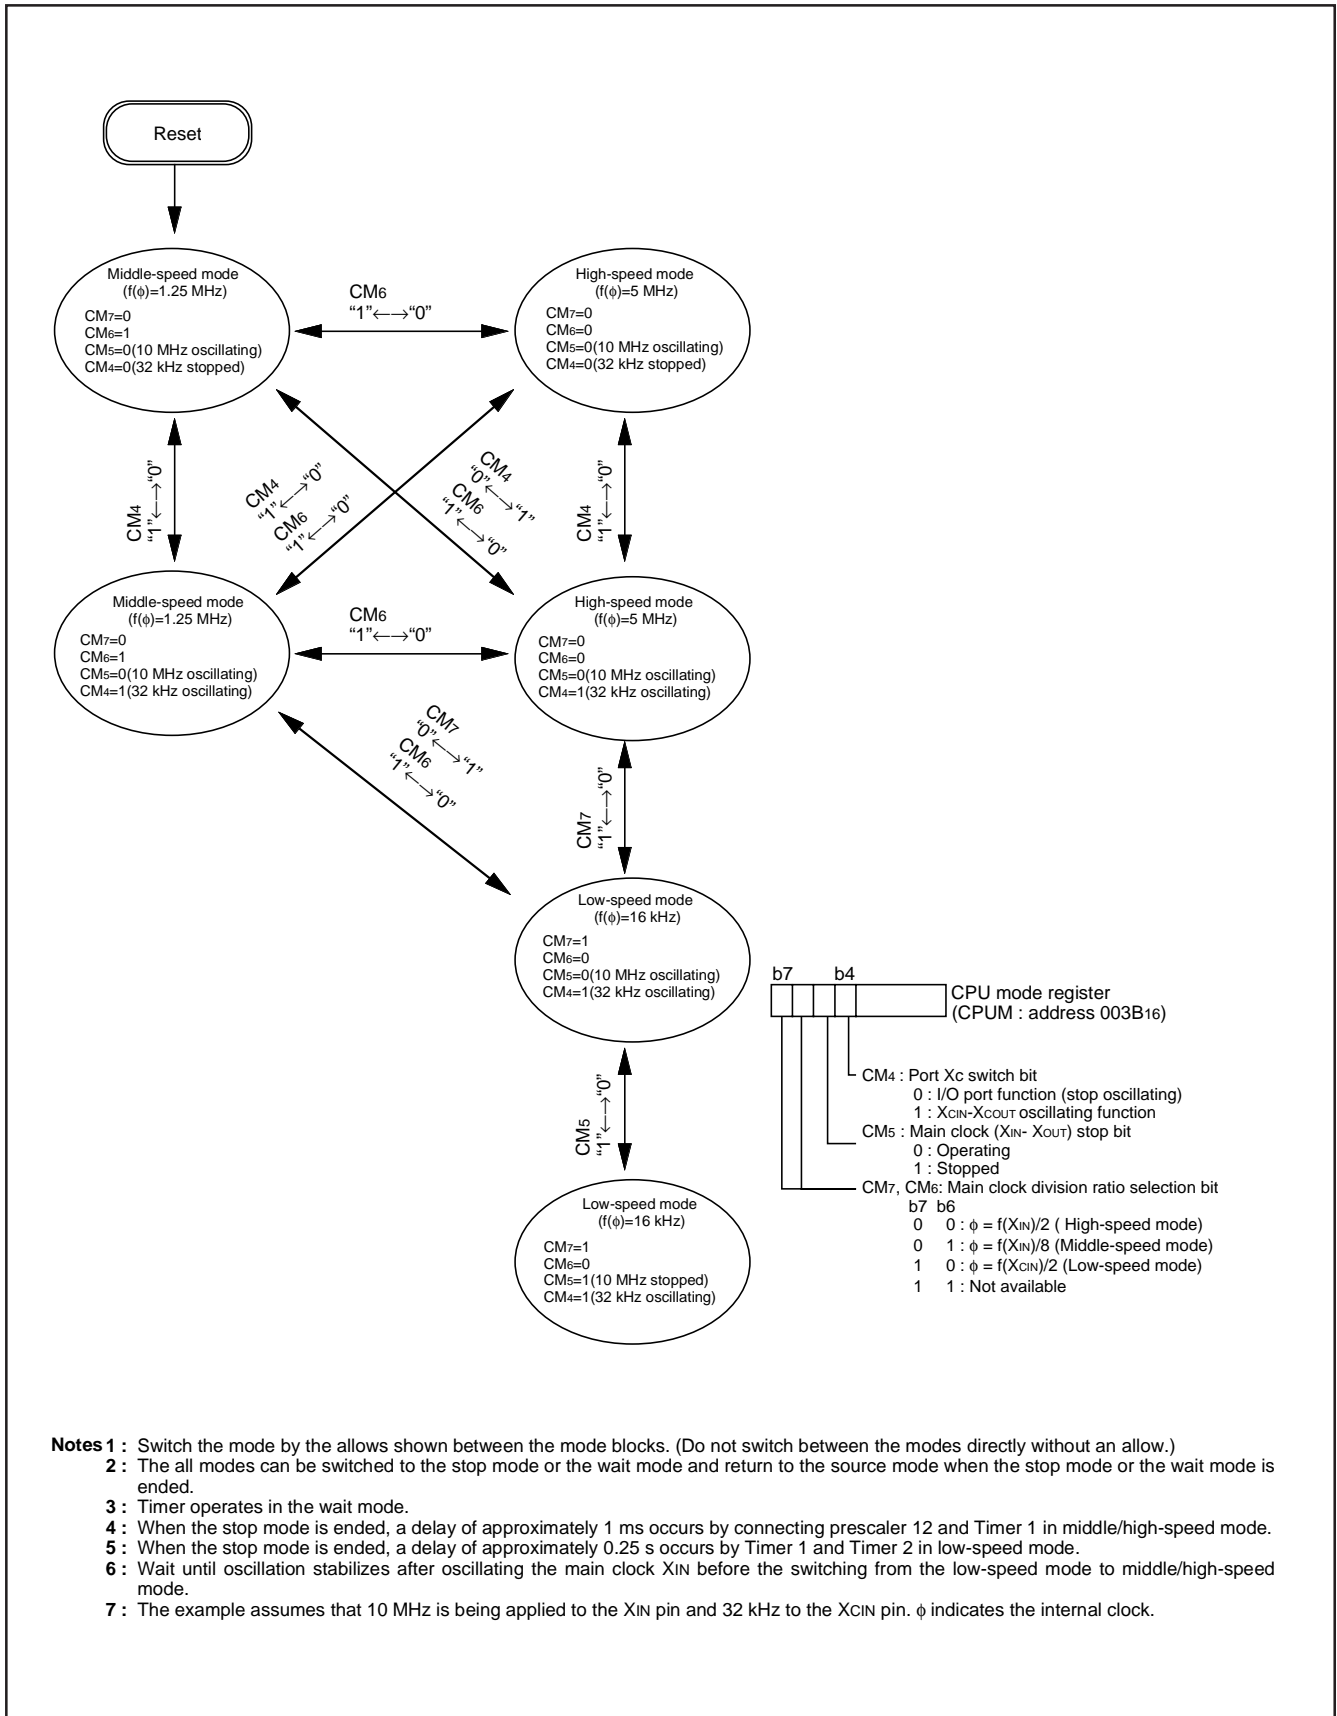 Reset
Middle-speed mode
(f(ϕ)=1.25 MHz)
CM7=0
CM6=1
CM5=0(10 MHz oscillating)
CM4=0(32 kHz stopped)
CM6
“1”←→“0”
High-speed mode
(f(ϕ)=5 MHz)
CM7=0
CM6=0
CM5=0(10 MHz oscillating)
CM4=0(32 kHz stopped)
CM4
“1”←→“0”
CM4
“1”←→“0”
CM6
“1”←→“0”
CM4
“0”←→“1”
CM6
“1”←→“0”
CM4
“1”←→“0”
Middle-speed mode
(f(ϕ)=1.25 MHz)
CM7=0
CM6=1
CM5=0(10 MHz oscillating)
CM4=1(32 kHz oscillating)
CM6
“1”←→“0”
High-speed mode
(f(ϕ)=5 MHz)
CM7=0
CM6=0
CM5=0(10 MHz oscillating)
CM4=1(32 kHz oscillating)
CM7
“0”←→“1”
CM6
“1”←→“0”
CM7
“1”←→“0”
Low-speed mode
(f(ϕ)=16 kHz)
CM7=1
CM6=0
CM5=0(10 MHz oscillating)
CM4=1(32 kHz oscillating)
CM5
“1”←→“0”
Low-speed mode
(f(ϕ)=16 kHz)
CM7=1
CM6=0
CM5=1(10 MHz stopped)
CM4=1(32 kHz oscillating)
b7 b4
CPU mode register
(CPUM : address 003B16)
CM4 : Port Xc switch bit
0 : I/O port function (stop oscillating)
1 : XCIN-XCOUT oscillating function
CM5 : Main clock (XIN- XOUT) stop bit
0 : Operating
1 : Stopped
CM7, CM6: Main clock division ratio selection bit
b7 b6
0 0 : ϕ = f(XIN)/2 ( High-speed mode)
0 1 : ϕ = f(XIN)/8 (Middle-speed mode)
1 0 : ϕ = f(XCIN)/2 (Low-speed mode)
1 1 : Not available
Notes 1 : Switch the mode by the allows shown between the mode blocks. (Do not switch between the modes directly without an allow.)
2 : The all modes can be switched to the stop mode or the wait mode and return to the source mode when the stop mode or the wait mode is
ended.
3 : Timer operates in the wait mode.
4 : When the stop mode is ended, a delay of approximately 1 ms occurs by connecting prescaler 12 and Timer 1 in middle/high-speed mode.
5 : When the stop mode is ended, a delay of approximately 0.25 s occurs by Timer 1 and Timer 2 in low-speed mode.
6 : Wait until oscillation stabilizes after oscillating the main clock XIN before the switching from the low-speed mode to middle/high-speed
mode.
7 : The example assumes that 10 MHz is being applied to the XIN pin and 32 kHz to the XCIN pin. ϕ indicates the internal clock.